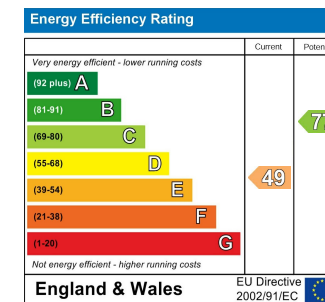 Energy Efficiency Rating
Current
Very energy efficient - lower running costs
(92 plus) A
(81-91) B
(69-80) C
(55-68) D
(39-54) E
49
(21-38) F
(1-20) G
Not energy efficient - higher running costs
England & Wales
EU Directive
2002/91/EC